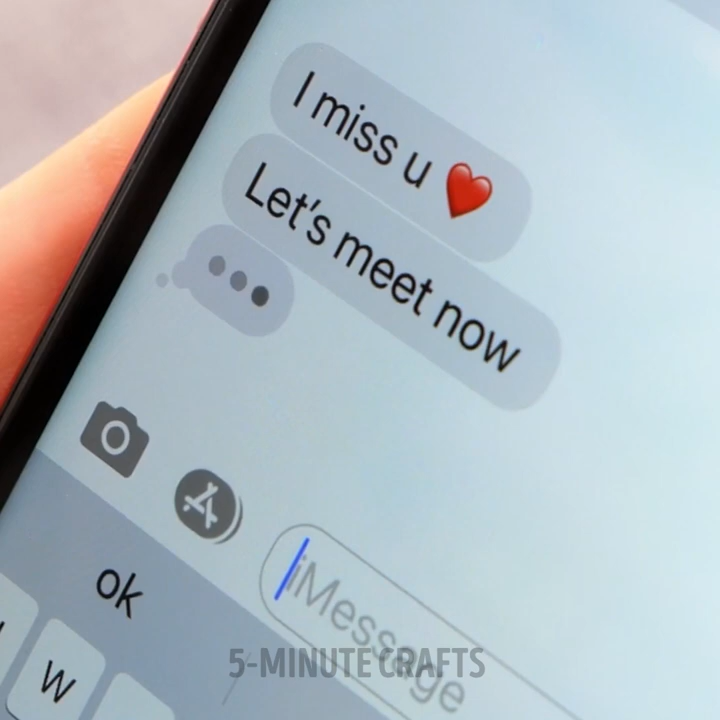 I miss u ❤️
Let's meet now
iMessage
ok
W
5-MINUTE CRAFTS